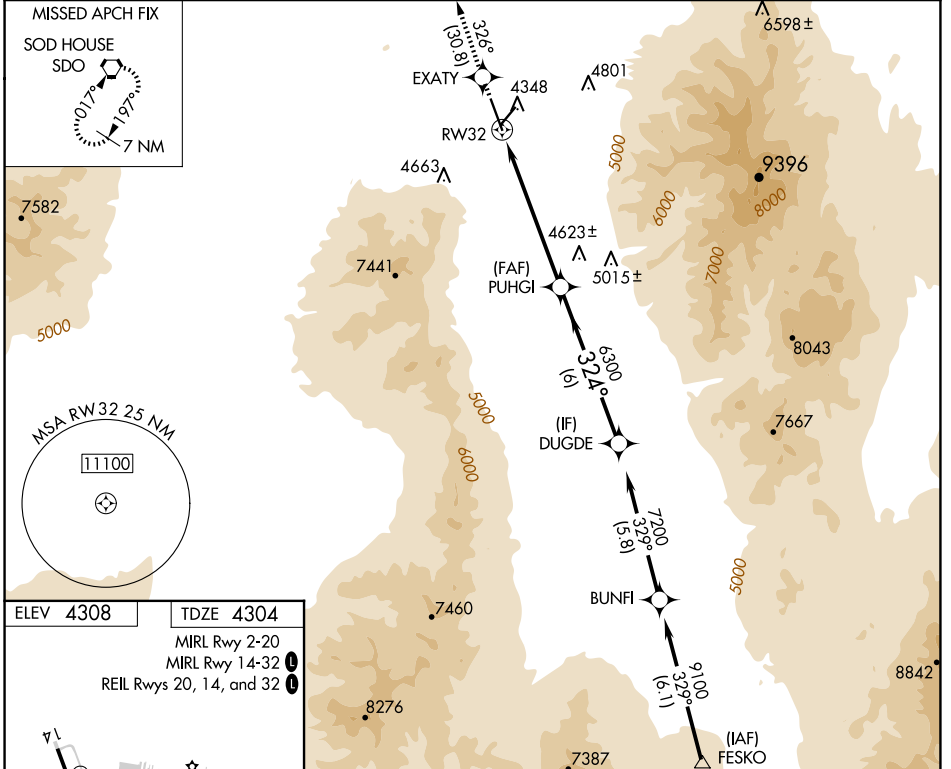 MISSED APCH FIX
SOD HOUSE
SDO
017°
197°
7 NM
326°
(30.8)
EXATY
4348
4801
6598±
RW32
4663
5000
9396
8000
6000
7000
7582
5000
7441
4623±
5015±
(FAF)
PUHGI
8043
6300
324°
(6)
5000
6000
7667
(IF)
DUGDE
MSA RW32 25 NM
11100
7200
329°
(5.8)
5000
BUNFI
ELEV 4308
TDZE 4304
MIRL Rwy 2-20
MIRL Rwy 14-32 L
REIL Rwys 20, 14, and 32 L
7460
9100
329°
(6.1)
8842
8276
14
7387
(IAF)
FESKO